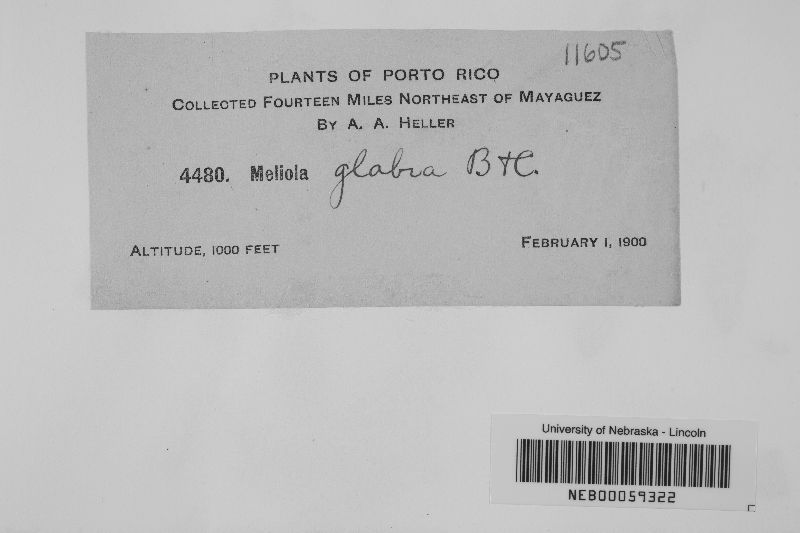 11605
PLANTS OF PORTO RICO
COLLECTED FOURTEEN MILES NORTHEAST OF MAYAGUEZ
BY A. A. HELLER
4480. Meliola glabra B+C.
ALTITUDE, 1000 FEET
FEBRUARY 1, 1900
University of Nebraska - Lincoln
NEB00059322